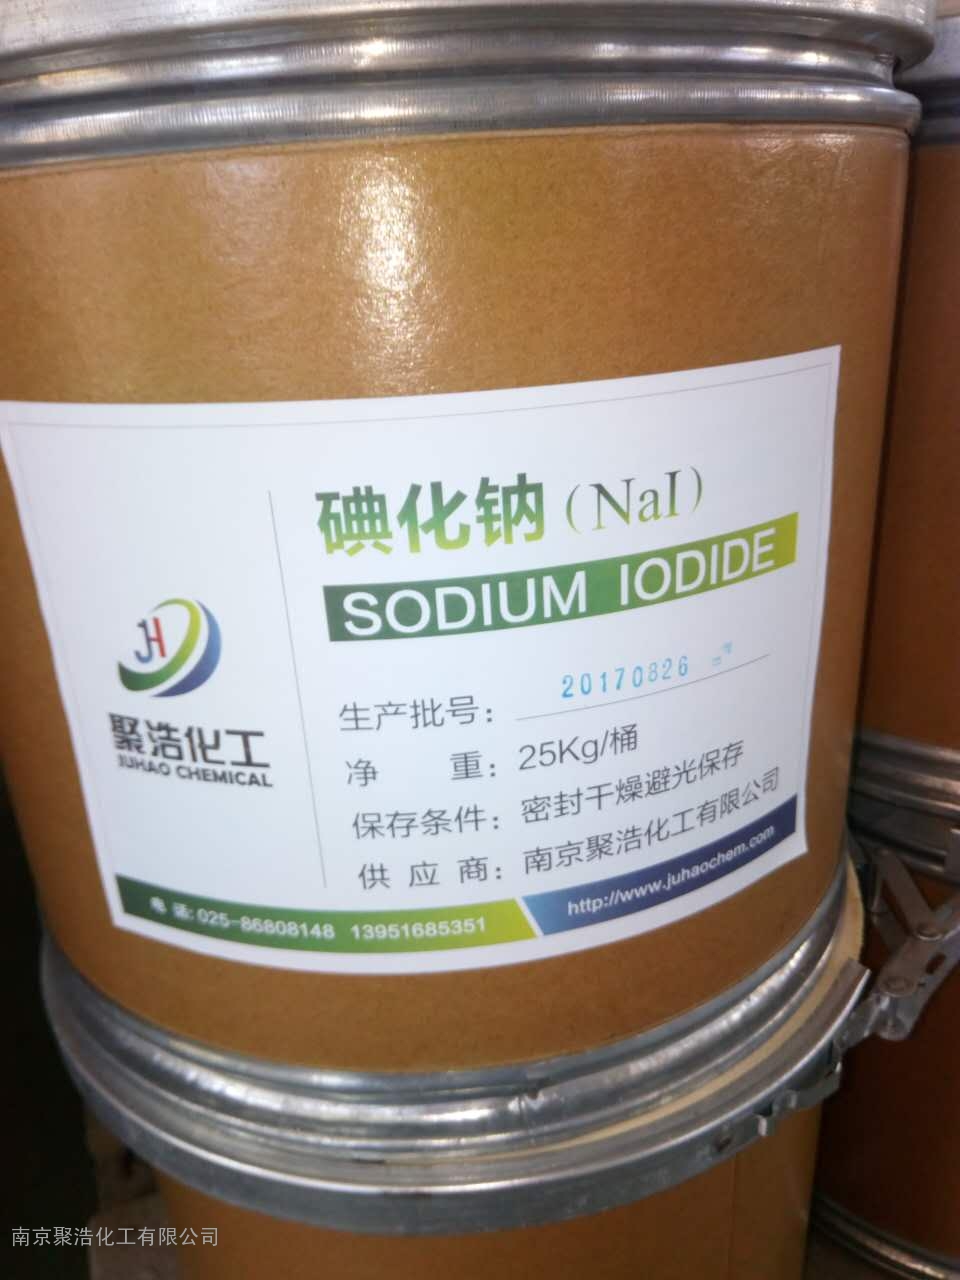 碘化钠(NaI)
SODIUM IODIDE
JH
聚浩化工
JUHAO CHEMICAL
生产批号: 20170826
净 重: 25Kg/桶
保存条件: 密封干燥避光保存
供应商: 南京聚浩化工有限公司
电 话: 025-86808148 13951685351
http://www.juhaochem.com
南京聚浩化工有限公司